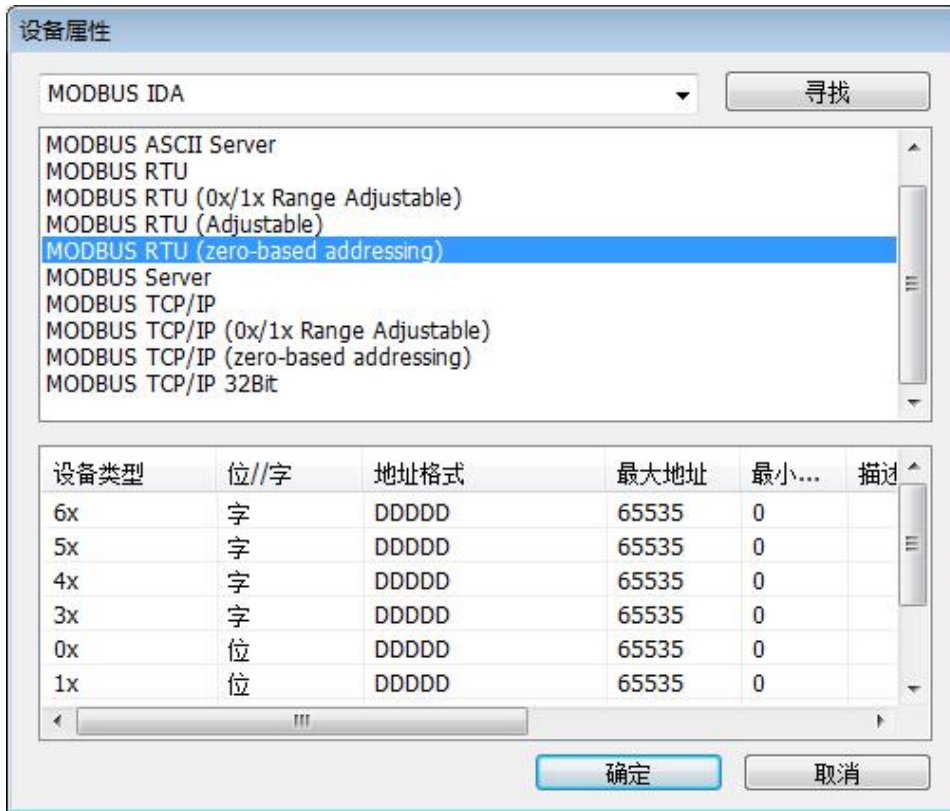 设备属性
MODBUS IDA 寻找
MODBUS ASCII Server
MODBUS RTU
MODBUS RTU (0x/1x Range Adjustable)
MODBUS RTU (Adjustable)
MODBUS RTU (zero-based addressing)
MODBUS Server
MODBUS TCP/IP
MODBUS TCP/IP (0x/1x Range Adjustable)
MODBUS TCP/IP (zero-based addressing)
MODBUS TCP/IP 32Bit
设备类型 位//字 地址格式 最大地址 最小... 描述
6x 字 DDDDD 65535 0
5x 字 DDDDD 65535 0
4x 字 DDDDD 65535 0
3x 字 DDDDD 65535 0
0x 位 DDDDD 65535 0
1x 位 DDDDD 65535 0
确定 取消